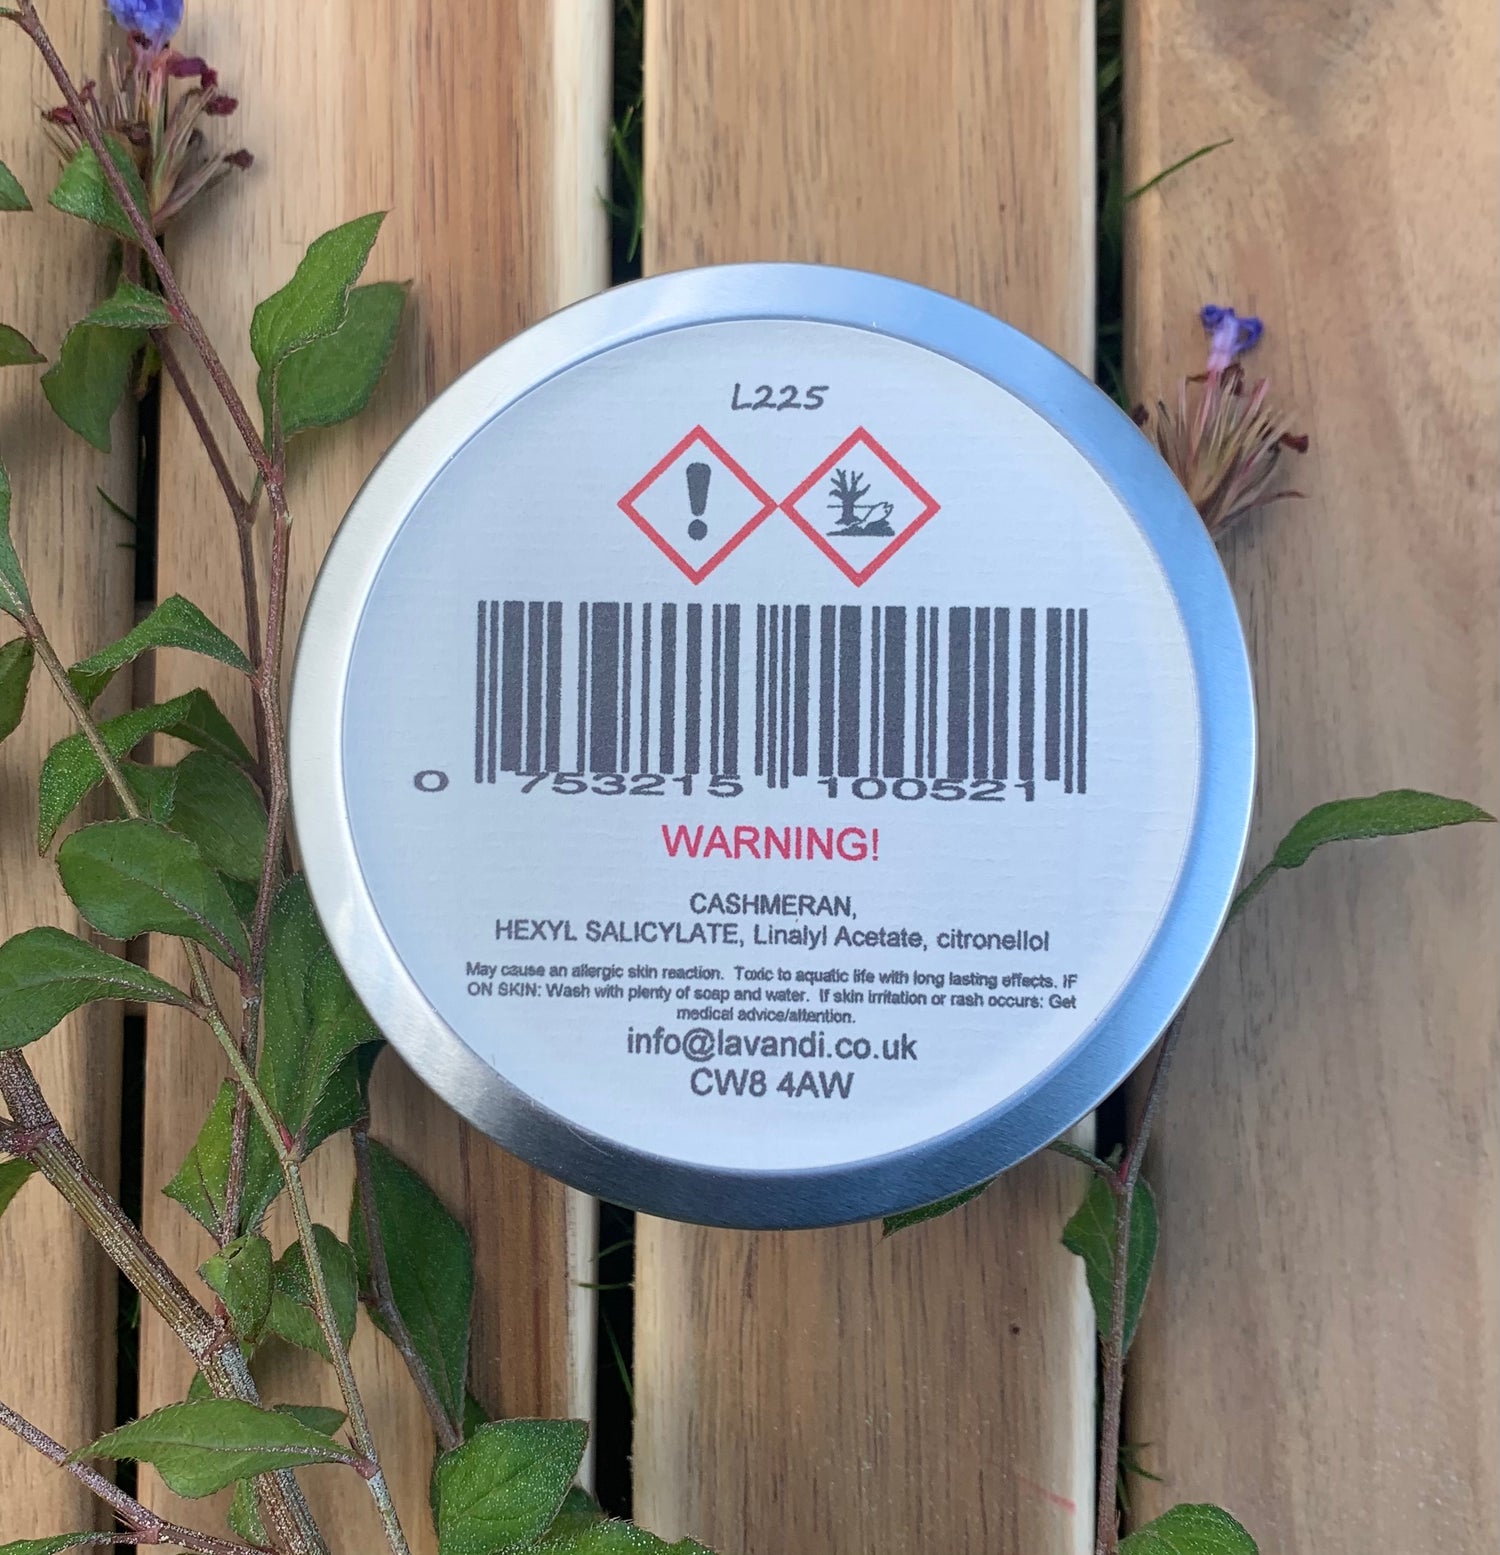 L225
0 753215 100521
WARNING!
CASHMERAN,
HEXYL SALICYLATE, Linalyl Acetate, citronellol
May cause an allergic skin reaction. Toxic to aquatic life with long lasting effects. IF
ON SKIN: Wash with plenty of soap and water. If skin irritation or rash occurs: Get
medical advice/attention.
info@lavandi.co.uk
CW8 4AW